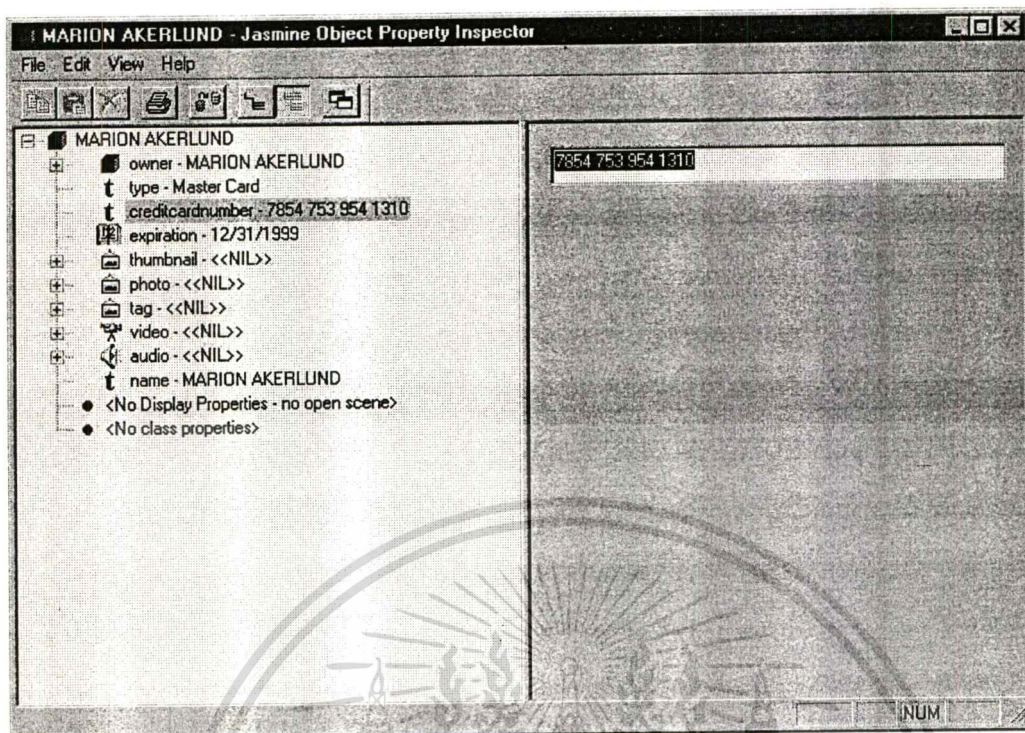 MARION AKERLUND - Jasmine Object Property Inspector
File Edit View Help
MARION AKERLUND
owner - MARION AKERLUND
type - Master Card
creditcardnumber - 7854 753 954 1310
7854 753 954 1310
expiration - 12/31/1999
thumbnail - <<NIL>>
photo - <<NIL>>
tag - <<NIL>>
video - <<NIL>>
audio - <<NIL>>
name - MARION AKERLUND
<No Display Properties - no open scene>
<No class properties>
NUM